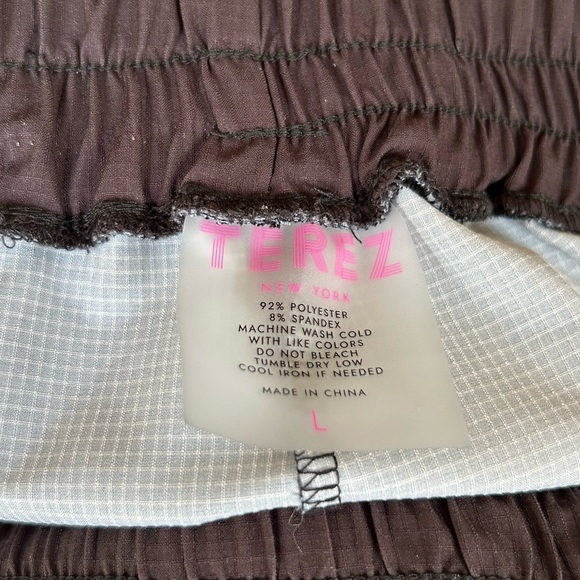 TEREZ
NEW YORK
92% POLYESTER
8% SPANDEX
MACHINE WASH COLD
WITH LIKE COLORS
DO NOT BLEACH
TUMBLE DRY LOW
COOL IRON IF NEEDED
MADE IN CHINA
L